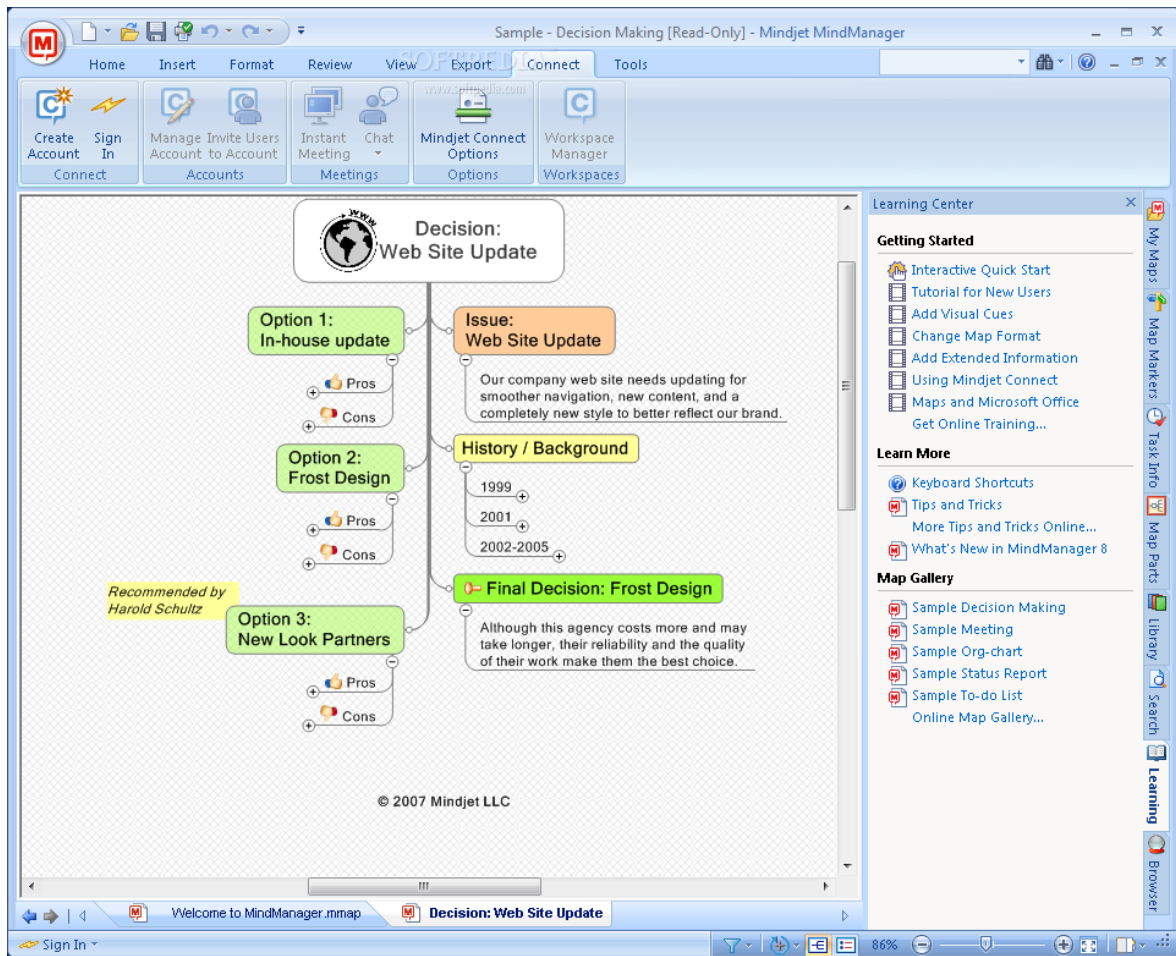 Sample - Decision Making [Read-Only] - Mindjet MindManager
Home Insert Format Review View Export Connect Tools
SOFTPEDIA
www.softpedia.com
Create Account
Sign In
Connect
Manage Account
Invite Users to Account
Accounts
Instant Meeting
Chat
Meetings
Mindjet Connect Options
Options
Workspace Manager
Workspaces
www
Decision:
Web Site Update
Option 1:
In-house update
Pros
Cons
Option 2:
Frost Design
Pros
Cons
Recommended by
Harold Schultz
Option 3:
New Look Partners
Pros
Cons
Issue:
Web Site Update
Our company web site needs updating for
smoother navigation, new content, and a
completely new style to better reflect our brand.
History / Background
1999
2001
2002-2005
Final Decision: Frost Design
Although this agency costs more and may
take longer, their reliability and the quality
of their work make them the best choice.
© 2007 Mindjet LLC
Learning Center
Getting Started
Interactive Quick Start
Tutorial for New Users
Add Visual Cues
Change Map Format
Add Extended Information
Using Mindjet Connect
Maps and Microsoft Office
Get Online Training...
Learn More
Keyboard Shortcuts
Tips and Tricks
More Tips and Tricks Online...
What's New in MindManager 8
Map Gallery
Sample Decision Making
Sample Meeting
Sample Org-chart
Sample Status Report
Sample To-do List
Online Map Gallery...
My Maps
Map Markers
Task Info
Map Parts
Library
Search
Learning
Browser
Welcome to MindManager.mmap
Decision: Web Site Update
Sign In
86%